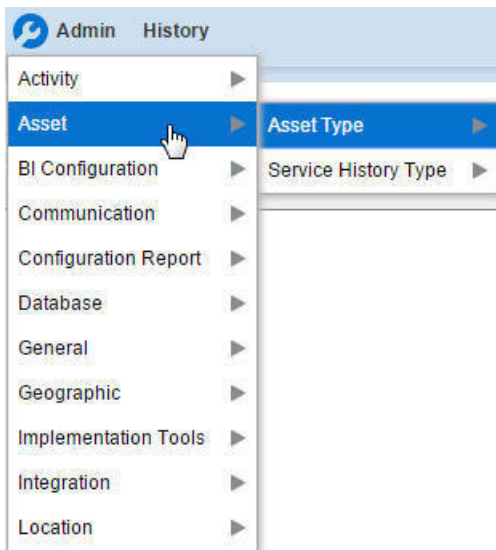 Admin History
Activity
Asset
Asset Type
BI Configuration
Service History Type
Communication
Configuration Report
Database
General
Geographic
Implementation Tools
Integration
Location